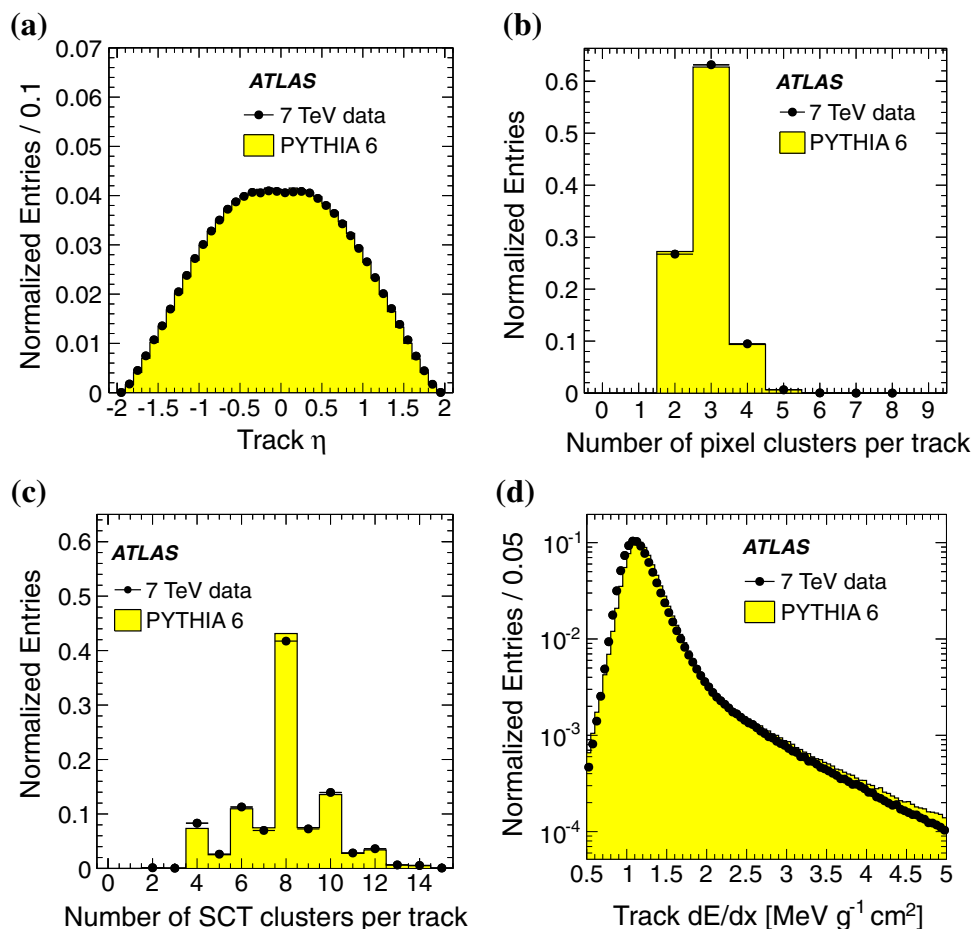 (a)
0.07
0.06
0.05
0.04
0.03
0.02
0.01
0
Normalized Entries / 0.1
ATLAS
7 TeV data
PYTHIA 6
-2 -1.5 -1 -0.5 0 0.5 1 1.5 2
Track η
(b)
0.6
0.5
0.4
0.3
0.2
0.1
0
Normalized Entries
ATLAS
7 TeV data
PYTHIA 6
0 1 2 3 4 5 6 7 8 9
Number of pixel clusters per track
(c)
0.6
0.5
0.4
0.3
0.2
0.1
0
Normalized Entries
ATLAS
7 TeV data
PYTHIA 6
0 2 4 6 8 10 12 14
Number of SCT clusters per track
(d)
10⁻¹
10⁻²
10⁻³
10⁻⁴
Normalized Entries / 0.05
ATLAS
7 TeV data
PYTHIA 6
0.5 1 1.5 2 2.5 3 3.5 4 4.5 5
Track dE/dx [MeV g⁻¹ cm²]